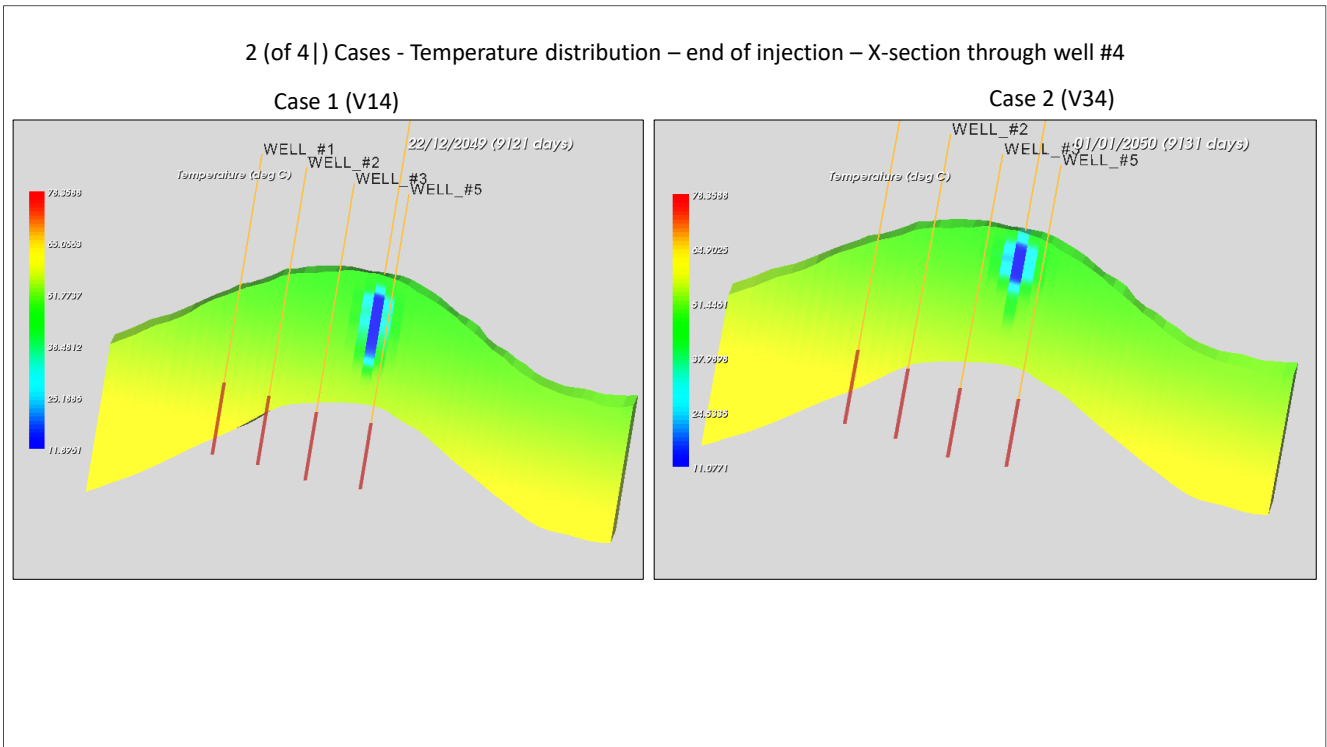 2 (of 4|) Cases - Temperature distribution – end of injection – X-section through well #4
Case 1 (V14)
Case 2 (V34)
22/12/2049 (9121 days)
WELL_#1
WELL_#2
WELL_#3
WELL_#5
Temperature (deg C)
78.3588
65.0663
51.7737
38.4812
25.1886
11.8961
WELL_#2
01/01/2050 (9131 days)
WELL_#3
WELL_#5
Temperature (deg C)
78.3588
64.9025
51.4461
37.9898
24.5335
11.0771